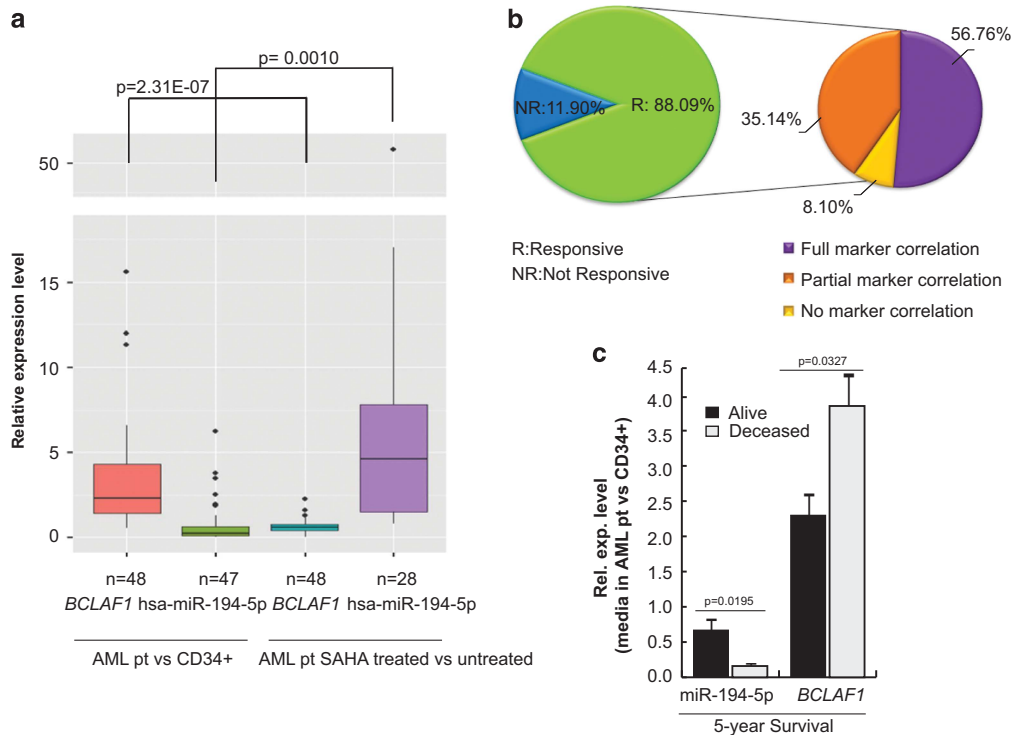 a
p=2.31E-07
p= 0.0010
Relative expression level
50
15
10
5
0
n=48
n=47
n=48
n=28
BCLAF1 hsa-miR-194-5p BCLAF1 hsa-miR-194-5p
AML pt vs CD34+
AML pt SAHA treated vs untreated
b
NR:11.90%
R: 88.09%
56.76%
35.14%
8.10%
R:Responsive
NR:Not Responsive
Full marker correlation
Partial marker correlation
No marker correlation
c
Rel. exp. level
(media in AML pt vs CD34+)
4.5
4.0
3.5
3.0
2.5
2.0
1.5
1.0
0.5
0.0
p=0.0327
Alive
Deceased
p=0.0195
miR-194-5p
BCLAF1
5-year Survival